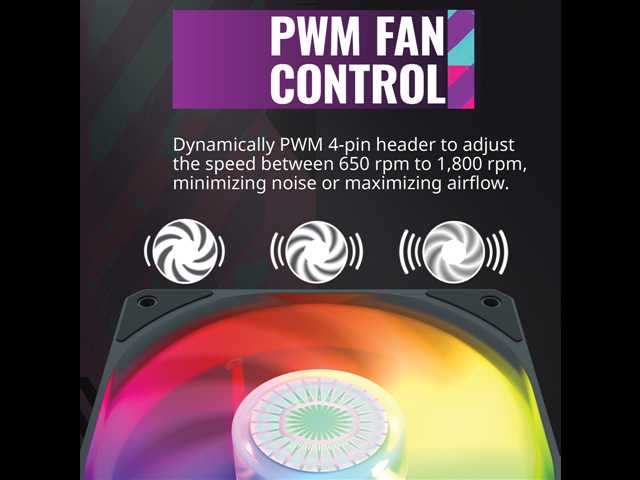 PWM FAN
CONTROL
Dynamically PWM 4-pin header to adjust
the speed between 650 rpm to 1,800 rpm,
minimizing noise or maximizing airflow.